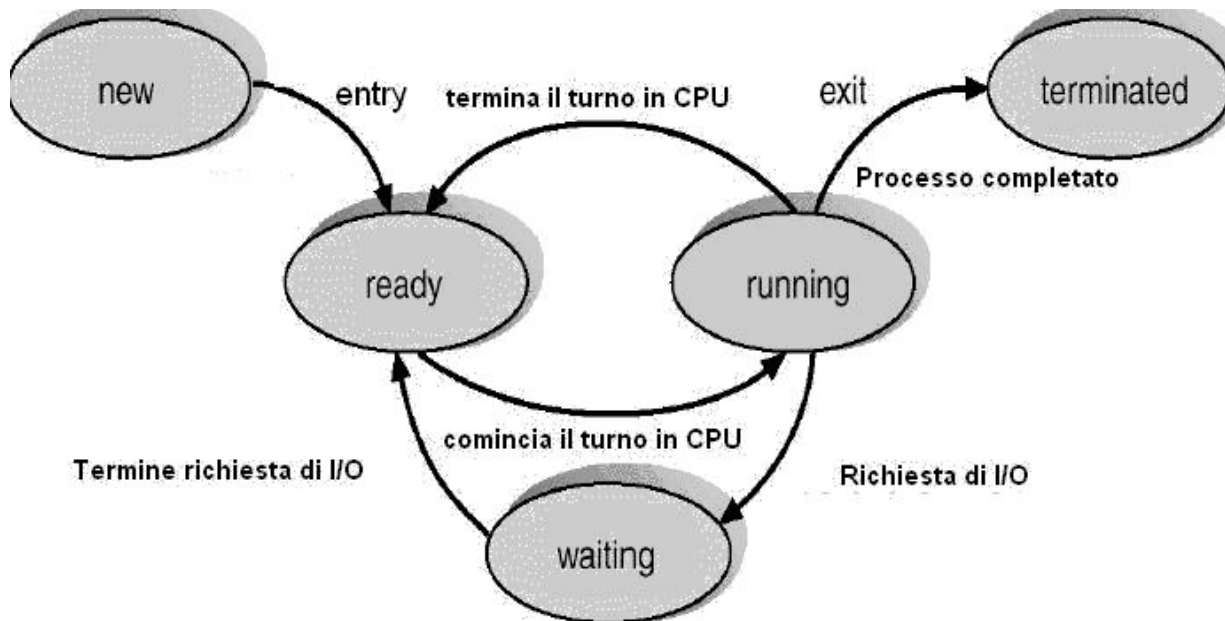 new
entry
termina il turno in CPU
exit
terminated
Processo completato
ready
running
comincia il turno in CPU
Termine richiesta di I/O
Richiesta di I/O
waiting